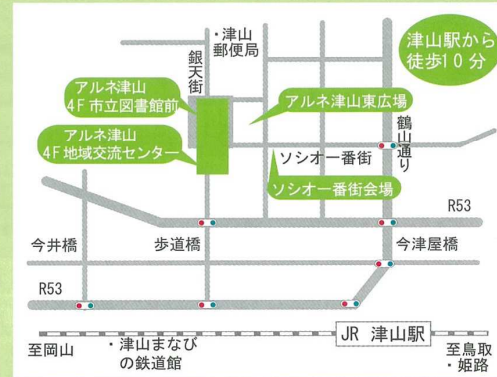 ・津山
郵便局
津山駅から
徒歩10分
銀天街
アルネ津山
4F 市立図書館前
アルネ津山東広場
アルネ津山
4F 地域交流センター
鶴山通り
ソシオ一番街
ソシオ一番街会場
R53
今井橋
歩道橋
今津屋橋
R53
JR 津山駅
至岡山
・津山まなび
の鉄道館
至鳥取
・姫路